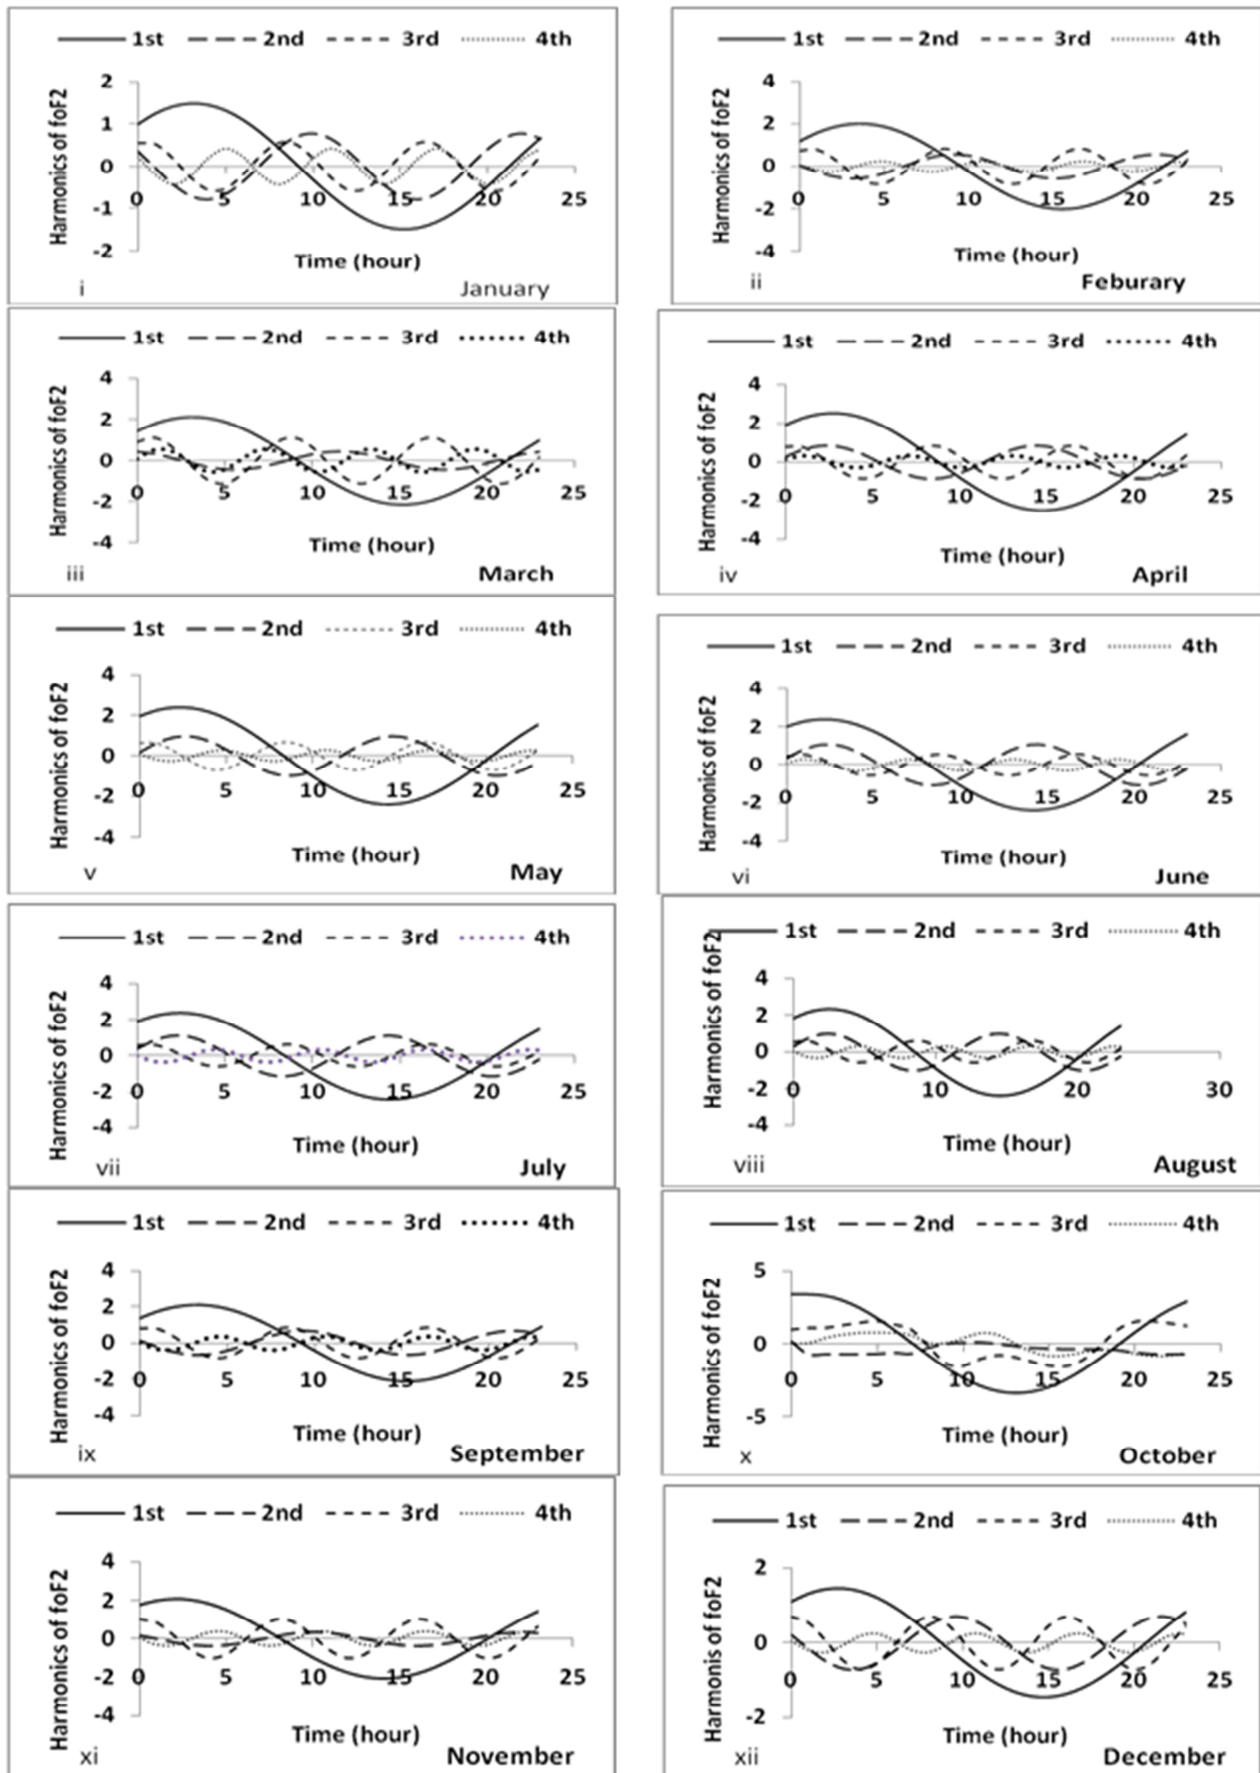 1st 2nd 3rd 4th
Harmonics of foF2
2
1
0
-1
-2
0 5 10 15 20 25
Time (hour)
i January
1st 2nd 3rd 4th
Harmonics of foF2
4
2
0
-2
-4
0 5 10 15 20 25
Time (hour)
ii Feburary
1st 2nd 3rd 4th
Harmonics of foF2
4
2
0
-2
-4
0 5 10 15 20 25
Time (hour)
iii March
1st 2nd 3rd 4th
Harmonics of foF2
4
2
0
-2
-4
0 5 10 15 20 25
Time (hour)
iv April
1st 2nd 3rd 4th
Harmonics of foF2
4
2
0
-2
-4
0 5 10 15 20 25
Time (hour)
v May
1st 2nd 3rd 4th
Harmonics of foF2
4
2
0
-2
-4
0 5 10 15 20 25
Time (hour)
vi June
1st 2nd 3rd 4th
Harmonics of foF2
4
2
0
-2
-4
0 5 10 15 20 25
Time (hour)
vii July
1st 2nd 3rd 4th
Harmonics of foF2
4
2
0
-2
-4
0 10 20 30
Time (hour)
viii August
1st 2nd 3rd 4th
Harmonics of foF2
4
2
0
-2
-4
0 5 10 15 20 25
Time (hour)
ix September
1st 2nd 3rd 4th
Harmonics of foF2
5
0
-5
0 5 10 15 20 25
Time (hour)
x October
1st 2nd 3rd 4th
Harmonics of foF2
4
2
0
-2
-4
0 5 10 15 20 25
Time (hour)
xi November
1st 2nd 3rd 4th
Harmonis of foF2
2
0
-2
0 5 10 15 20 25
Time (hour)
xii December